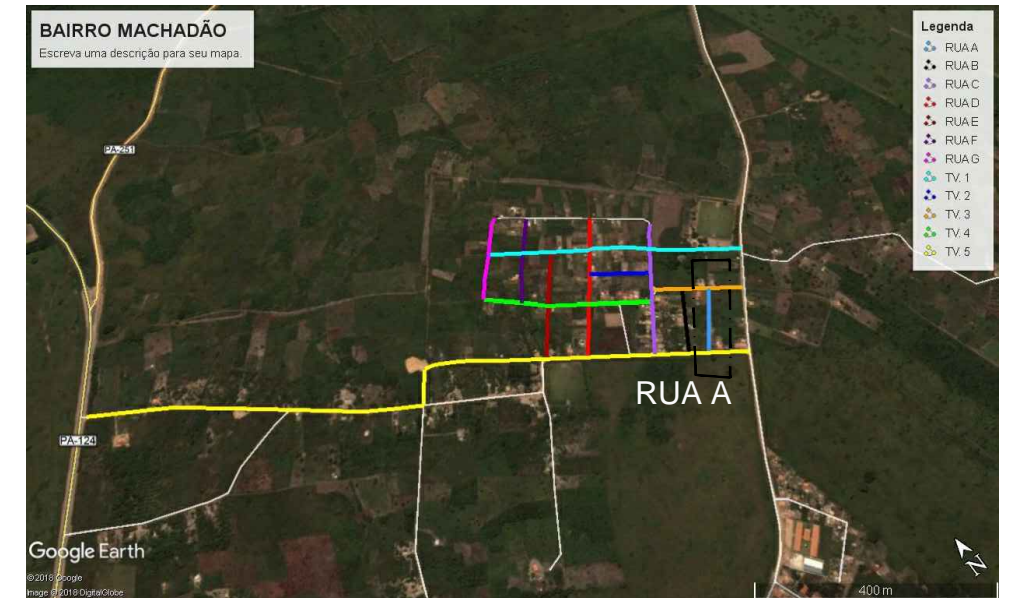 BAIRRO MACHADÃO
Escreva uma descrição para seu mapa.
Legenda
RUA A
RUA B
RUA C
RUA D
RUA E
RUA F
RUA G
TV. 1
TV. 2
TV. 3
TV. 4
TV. 5
PA-251
RUA A
PA-124
Google Earth
©2018 Google
Image © 2018 DigitalGlobe
400 m
N